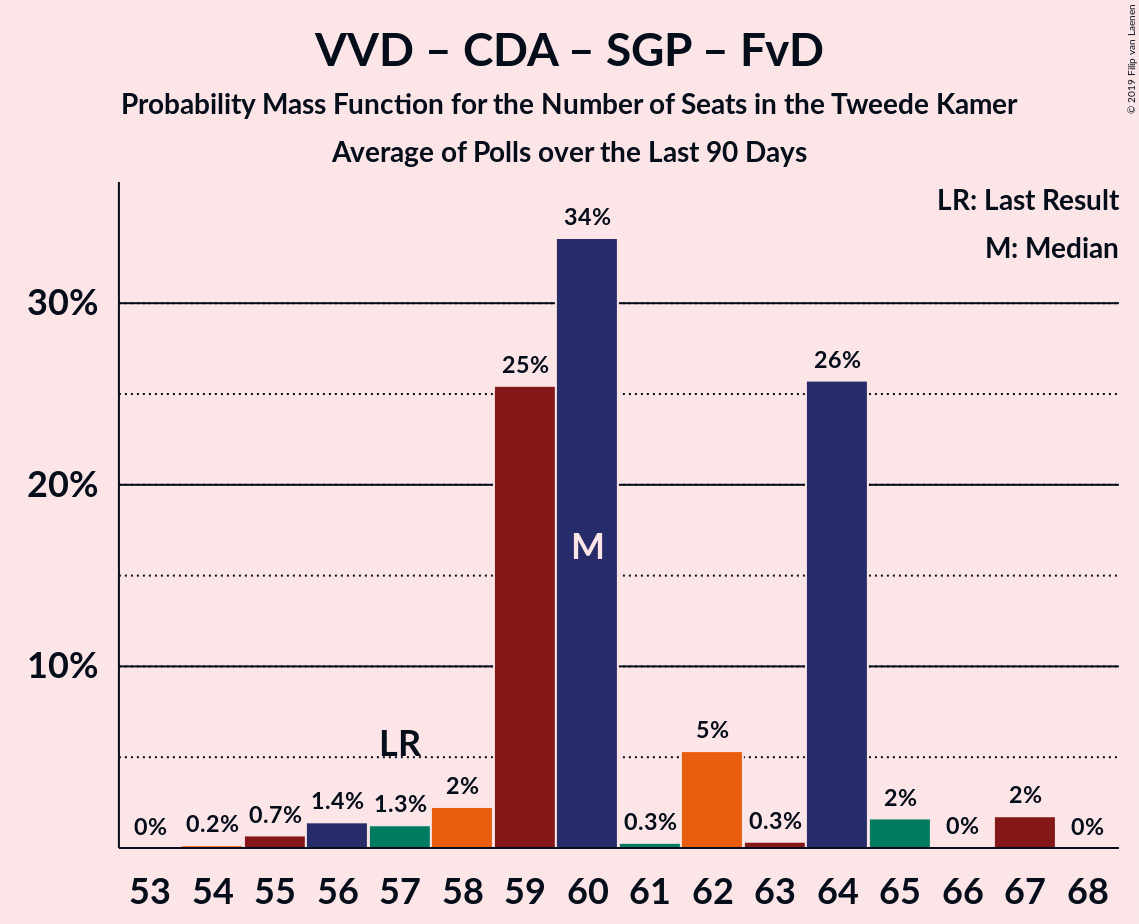 VVD – CDA – SGP – FvD
Probability Mass Function for the Number of Seats in the Tweede Kamer
Average of Polls over the Last 90 Days
© 2019 Filip van Laenen
LR: Last Result
M: Median
34%
30%
25%
26%
20%
M
10%
LR
5%
0% 0.2% 0.7% 1.4% 1.3% 2% 0.3% 0.3% 2% 0% 2% 0%
53 54 55 56 57 58 59 60 61 62 63 64 65 66 67 68